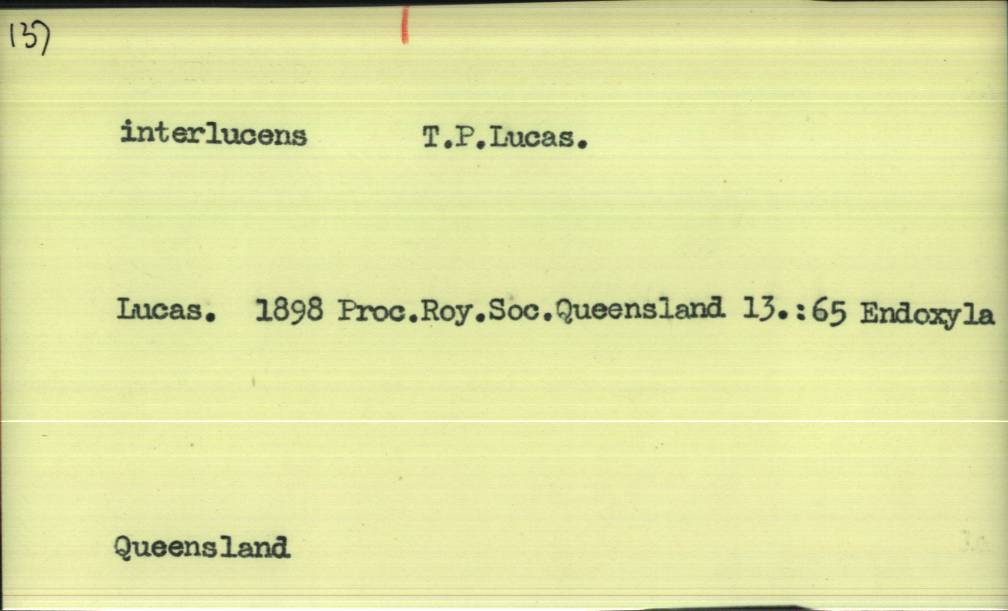 137
interlucens T.P.Lucas.
Lucas. 1898 Proc.Roy.Soc.Queensland 13.:65 Endoxyla
Queensland